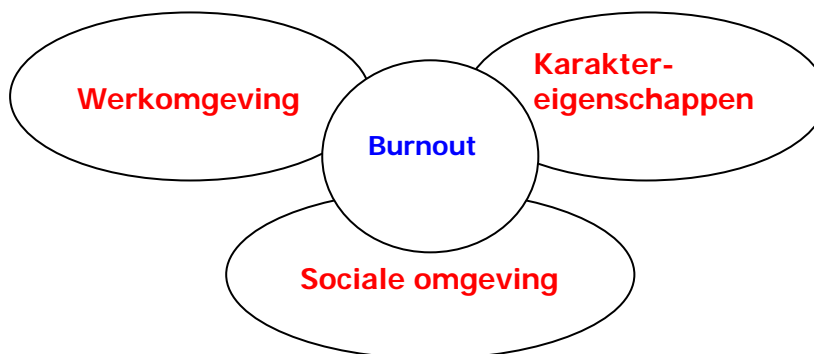 Werkomgeving
Karakter-
eigenschappen
Burnout
Sociale omgeving